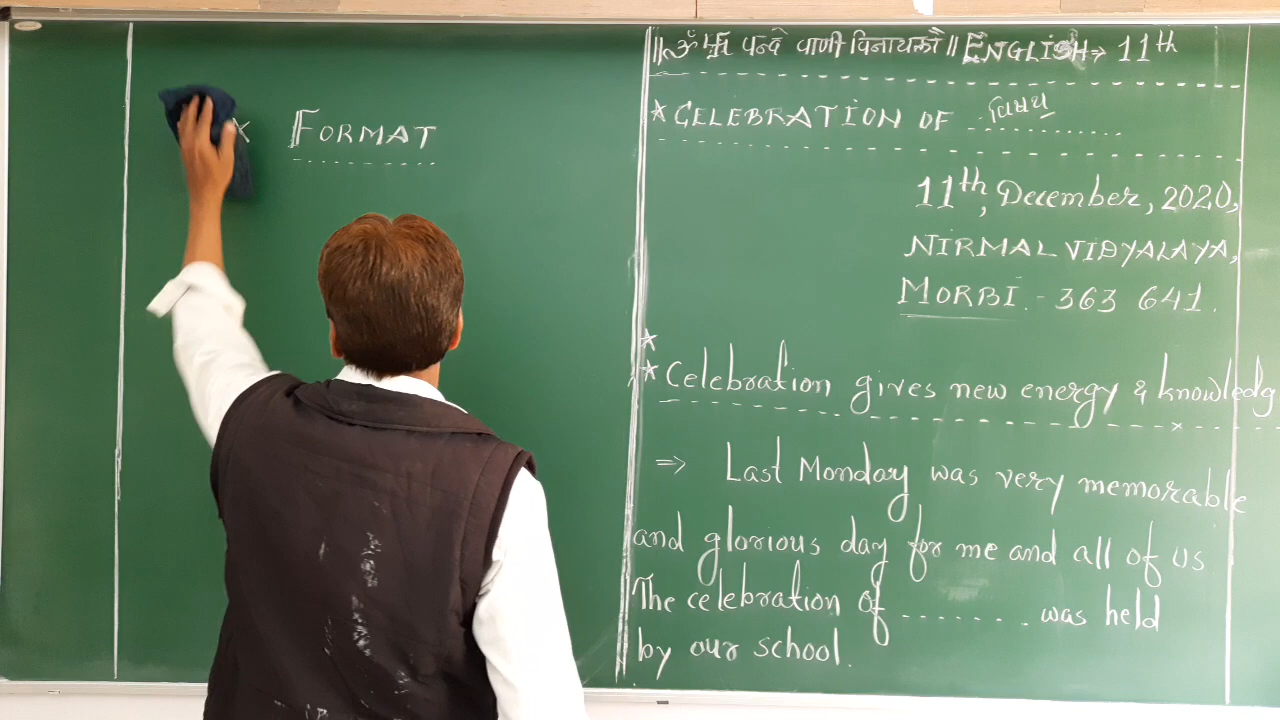 * FORMAT
॥ ॐ 卐 वन्दे वाणी विनायकौ ॥ ENGLISH → 11th
* CELEBRATION OF ............
11th, December, 2020,
NIRMAL VIDYALAYA,
MORBI. - 363 641.
*
* Celebration gives new energy & knowledg
⇒ Last Monday was very memorable
and glorious day for me and all of us
The celebration of ....... was held
by our school.